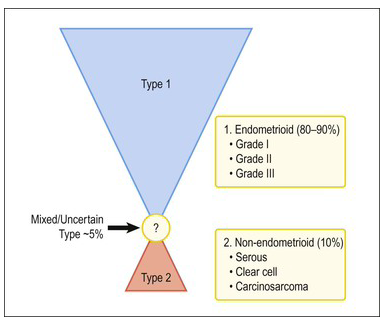 Type 1
1. Endometrioid (80–90%)
• Grade I
• Grade II
• Grade III
Mixed/Uncertain
Type ~5%
?
2. Non-endometrioid (10%)
• Serous
• Clear cell
• Carcinosarcoma
Type 2